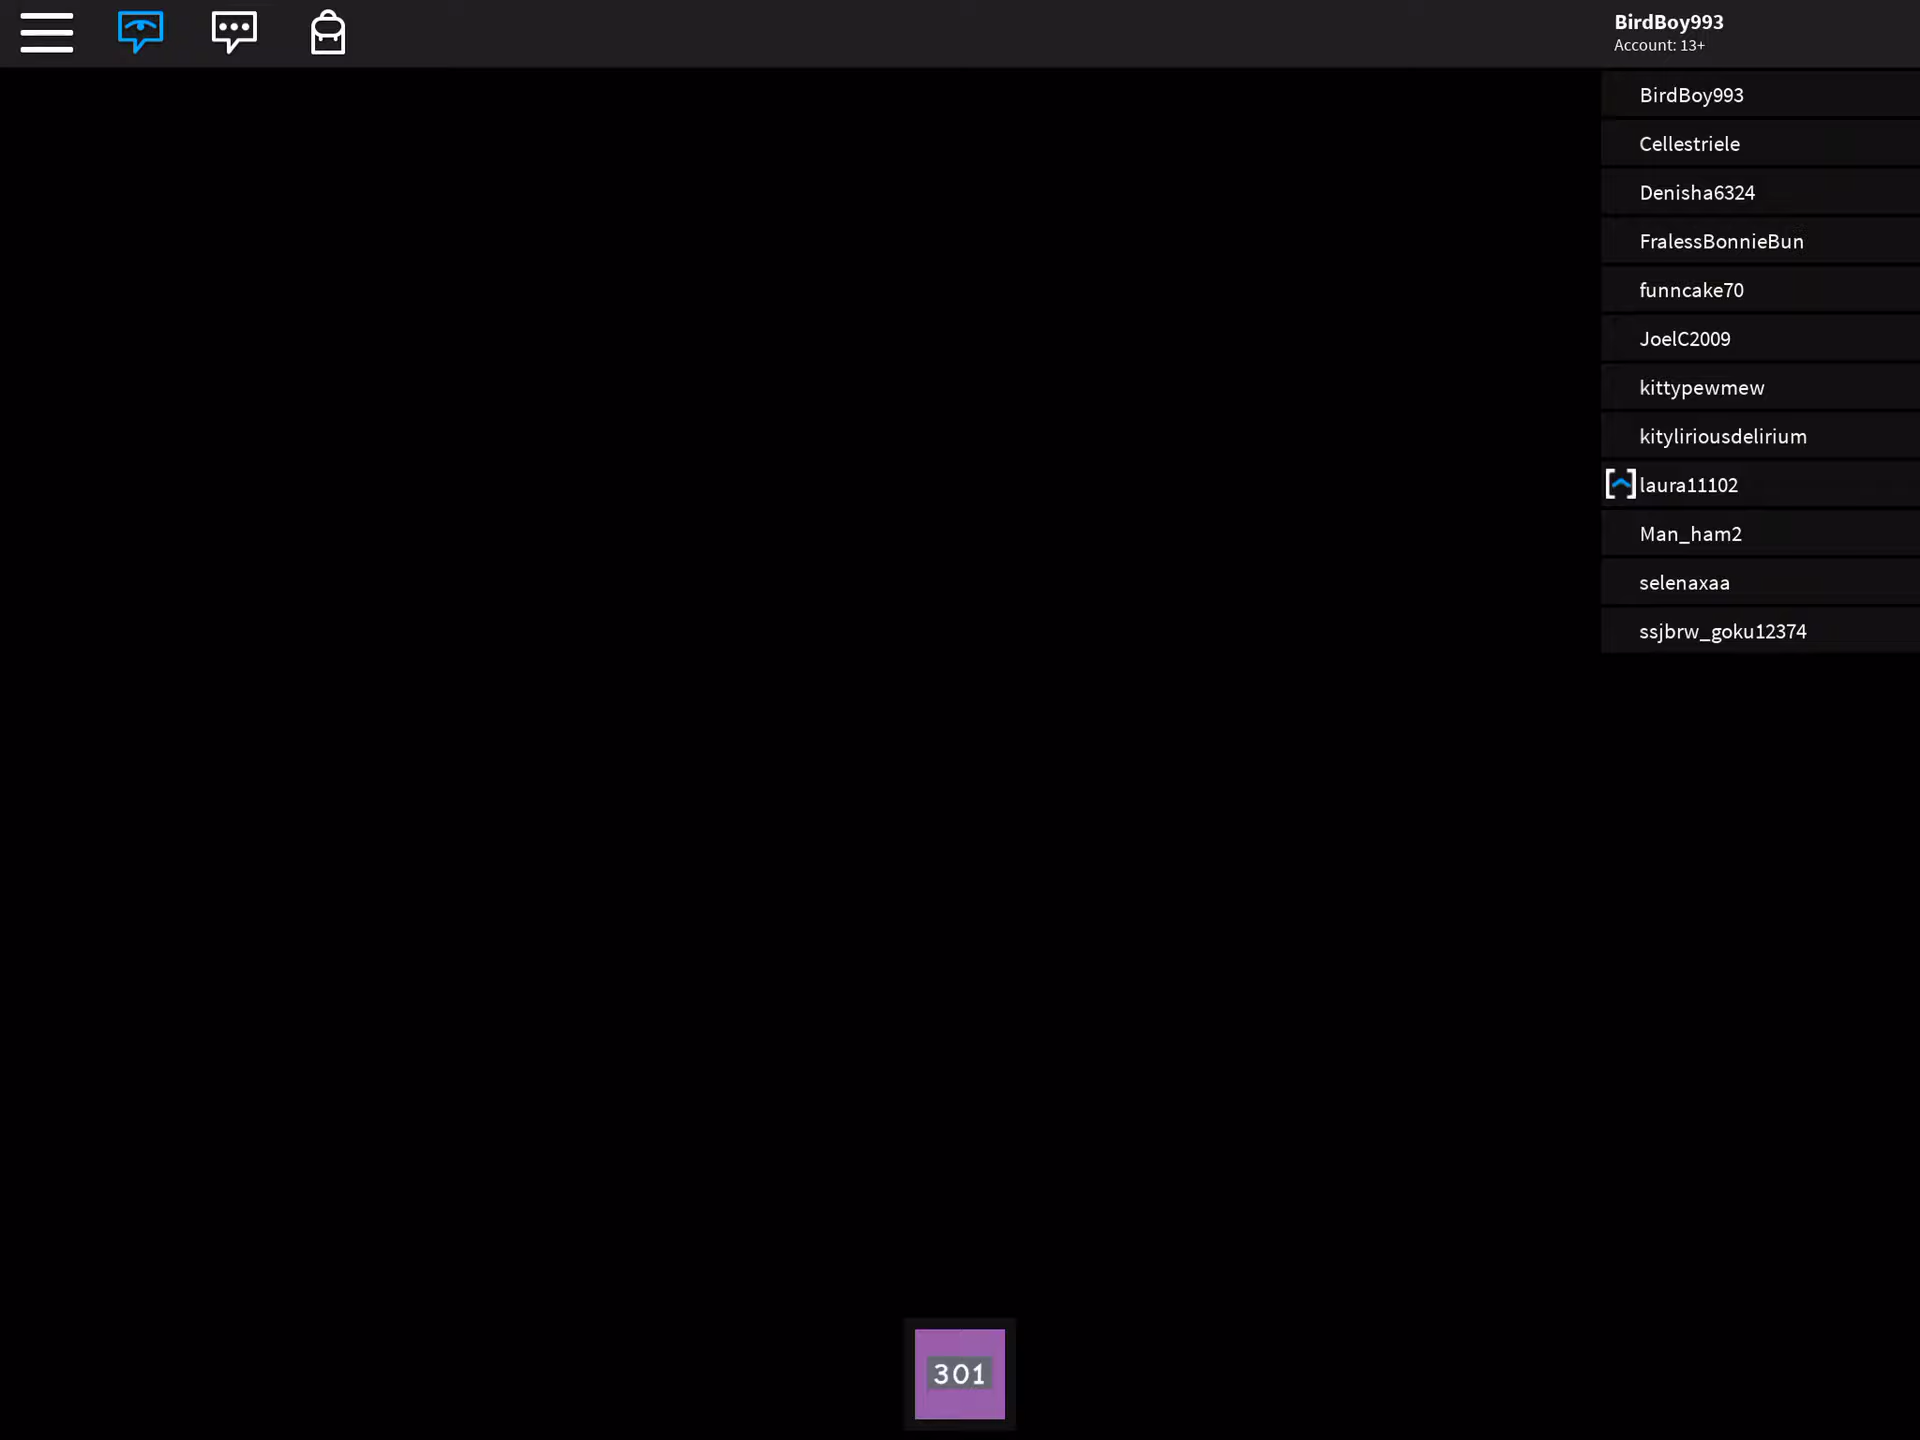 BirdBoy993
Account: 13+
BirdBoy993
Cellestriele
Denisha6324
FralessBonnieBun
funncake70
JoelC2009
kittypewmew
kityliriousdelirium
laura11102
Man_ham2
selenaxaa
ssjbrw_goku12374
301